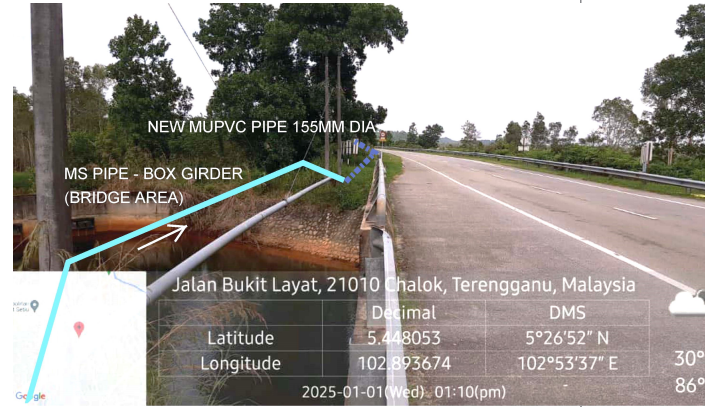 NEW MUPVC PIPE 155MM DIA
MS PIPE - BOX GIRDER
(BRIDGE AREA)
Jalan Bukit Layat, 21010 Chalok, Terengganu, Malaysia
Decimal DMS
Latitude 5.448053 5°26'52" N
Longitude 102.893674 102°53'37" E
2025-01-01(Wed) 01:10(pm)
30°
86°
Google